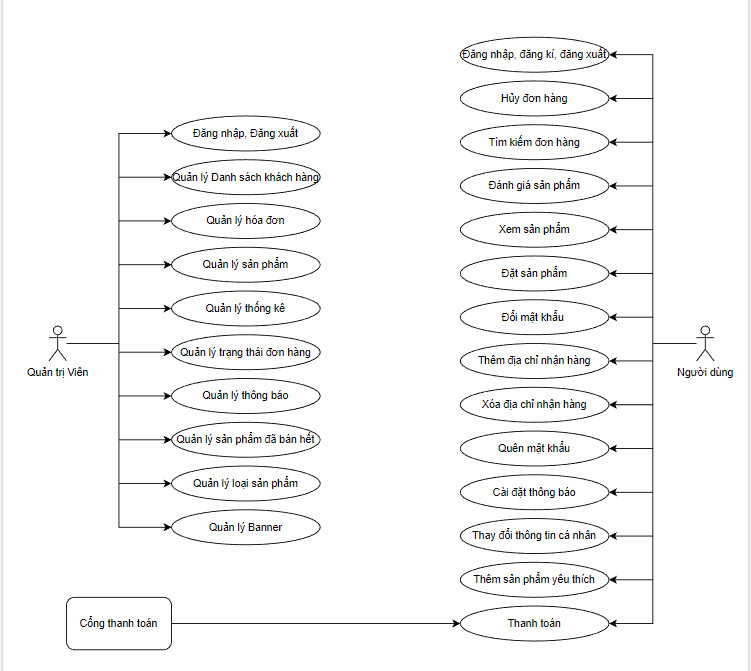 Đăng nhập, Đăng xuất
Quản lý Danh sách khách hàng
Quản lý hóa đơn
Quản lý sản phẩm
Quản lý thống kê
Quản lý trạng thái đơn hàng
Quản lý thông báo
Quản lý sản phẩm đã bán hết
Quản lý loại sản phẩm
Quản lý Banner
Quản trị Viên
Đăng nhập, đăng kí, đăng xuất
Hủy đơn hàng
Tìm kiếm đơn hàng
Đánh giá sản phẩm
Xem sản phẩm
Đặt sản phẩm
Đổi mật khẩu
Thêm địa chỉ nhận hàng
Xóa địa chỉ nhận hàng
Quên mật khẩu
Cài đặt thông báo
Thay đổi thông tin cá nhân
Thêm sản phẩm yêu thích
Thanh toán
Người dùng
Cổng thanh toán